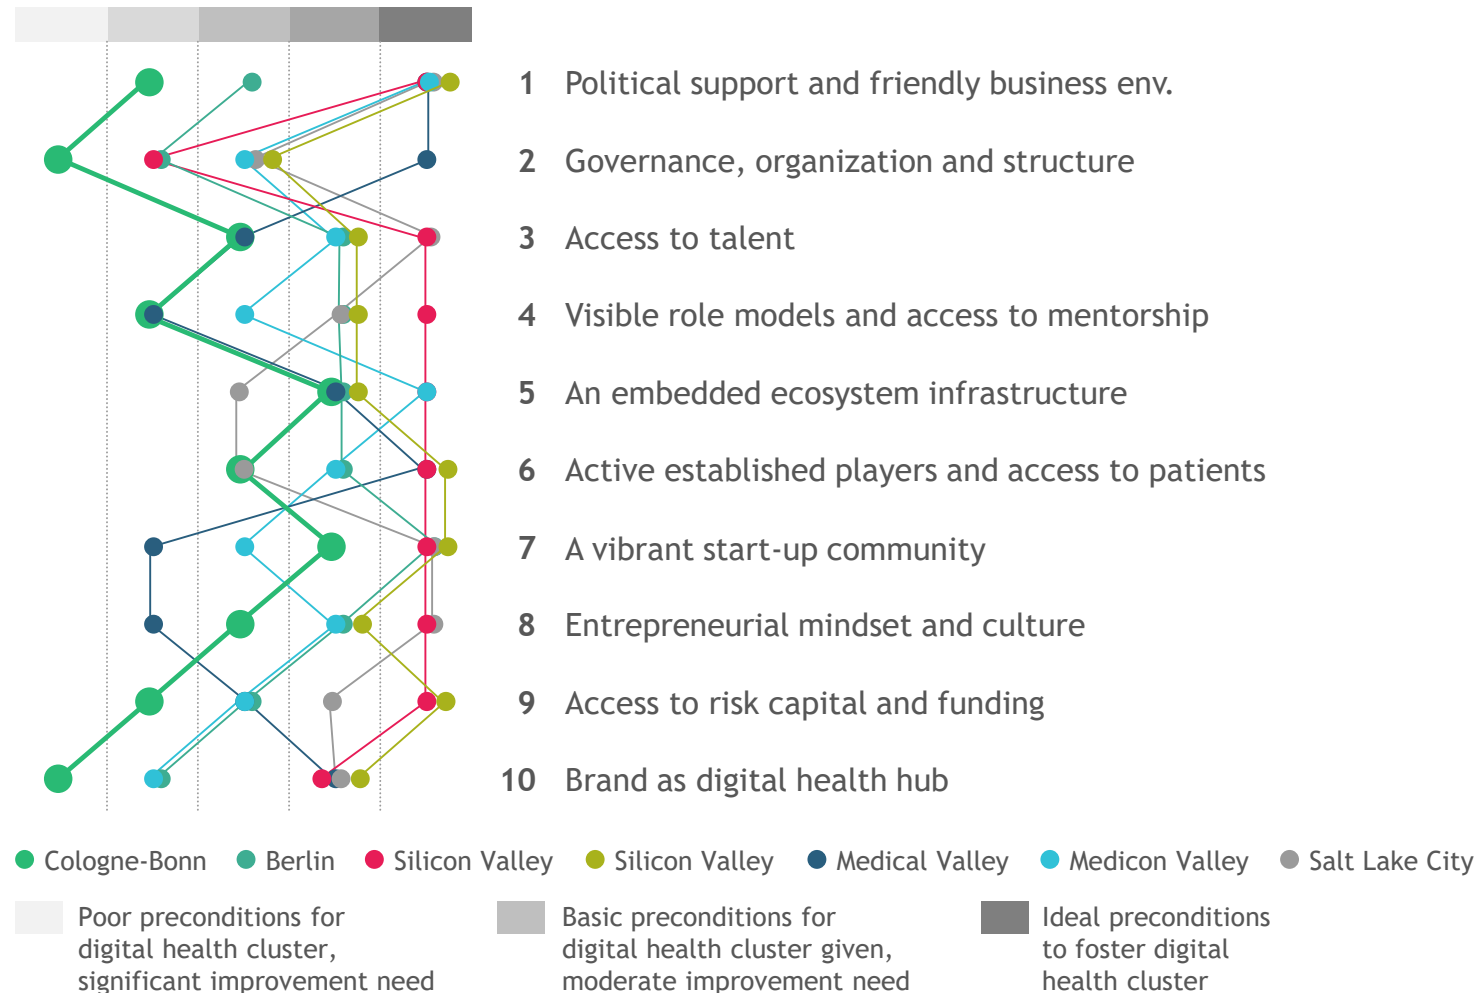 1 Political support and friendly business env.
2 Governance, organization and structure
3 Access to talent
4 Visible role models and access to mentorship
5 An embedded ecosystem infrastructure
6 Active established players and access to patients
7 A vibrant start-up community
8 Entrepreneurial mindset and culture
9 Access to risk capital and funding
10 Brand as digital health hub
Cologne-Bonn Berlin Silicon Valley Silicon Valley Medical Valley Medicon Valley Salt Lake City
Poor preconditions for
digital health cluster,
significant improvement need
Basic preconditions for
digital health cluster given,
moderate improvement need
Ideal preconditions
to foster digital
health cluster